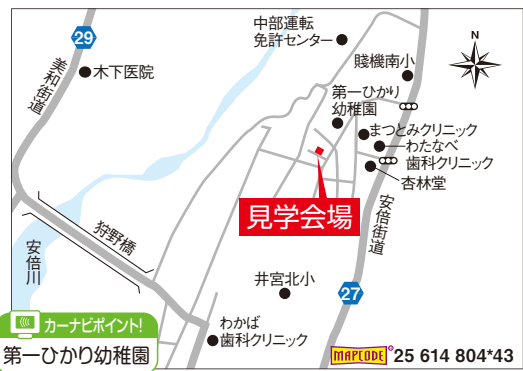 29
美和街道
木下医院
中部運転
免許センター
賤機南小
N
第一ひかり
幼稚園
まつとみクリニック
わたなべ
歯科クリニック
杏林堂
見学会場
安倍街道
狩野橋
安倍川
井宮北小
27
わかば
歯科クリニック
カーナビポイント!
第一ひかり幼稚園
MAPCODE® 25 614 804*43